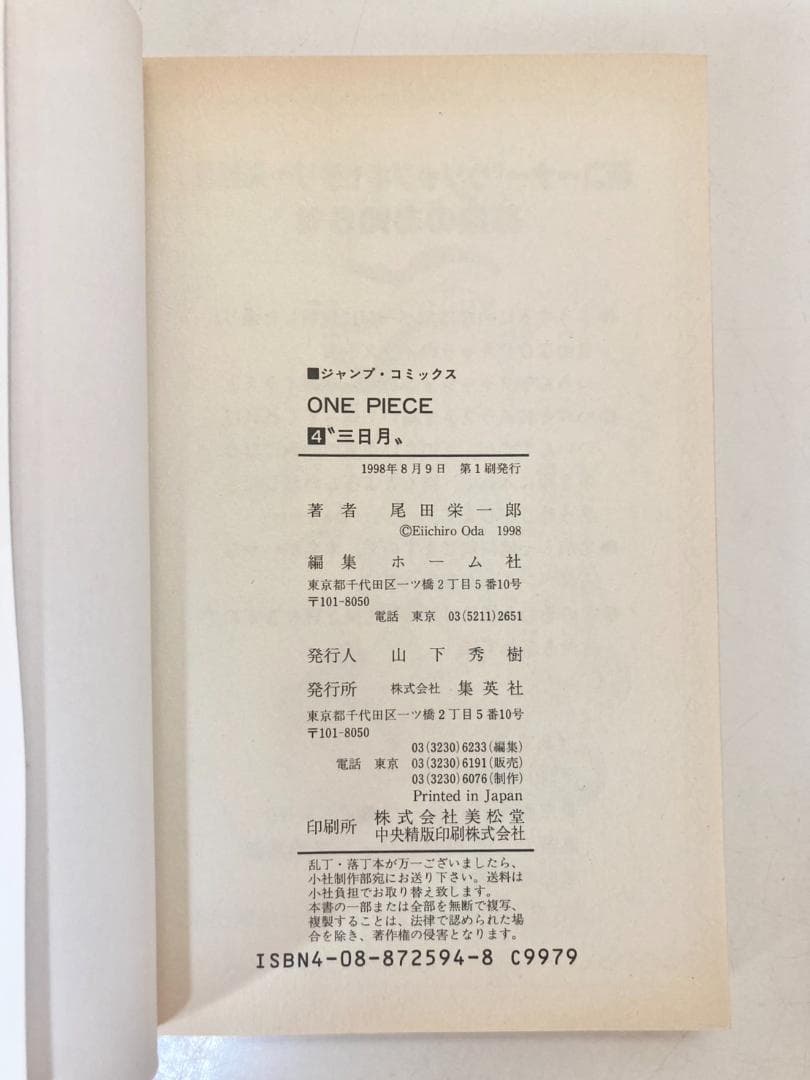 ■ジャンプ・コミックス
ONE PIECE
4〝三日月〟
1998年8月9日 第1刷発行
著者 尾田栄一郎
©Eiichiro Oda 1998
編集 ホーム社
東京都千代田区一ツ橋2丁目5番10号
〒101-8050
電話 東京 03(5211)2651
発行人 山下秀樹
発行所 株式会社 集英社
東京都千代田区一ツ橋2丁目5番10号
〒101-8050
03(3230)6233(編集)
電話 東京 03(3230)6191(販売)
03(3230)6076(制作)
Printed in Japan
印刷所 株式会社美松堂
中央精版印刷株式会社
乱丁・落丁本が万一ございましたら、
小社制作部宛にお送り下さい。送料は
小社負担でお取り替え致します。
本書の一部または全部を無断で複写、
複製することは、法律で認められた場
合を除き、著作権の侵害となります。
ISBN4-08-872594-8 C9979